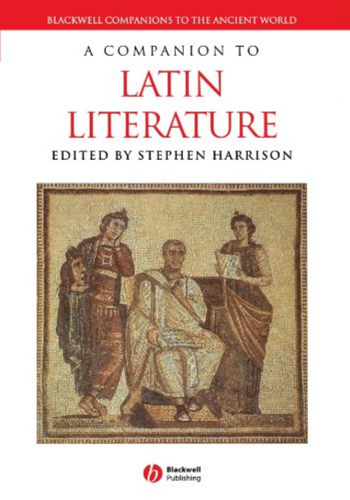 BLACKWELL COMPANIONS TO THE ANCIENT WORLD
A COMPANION TO
LATIN
LITERATURE
EDITED BY STEPHEN HARRISON
Blackwell
Publishing